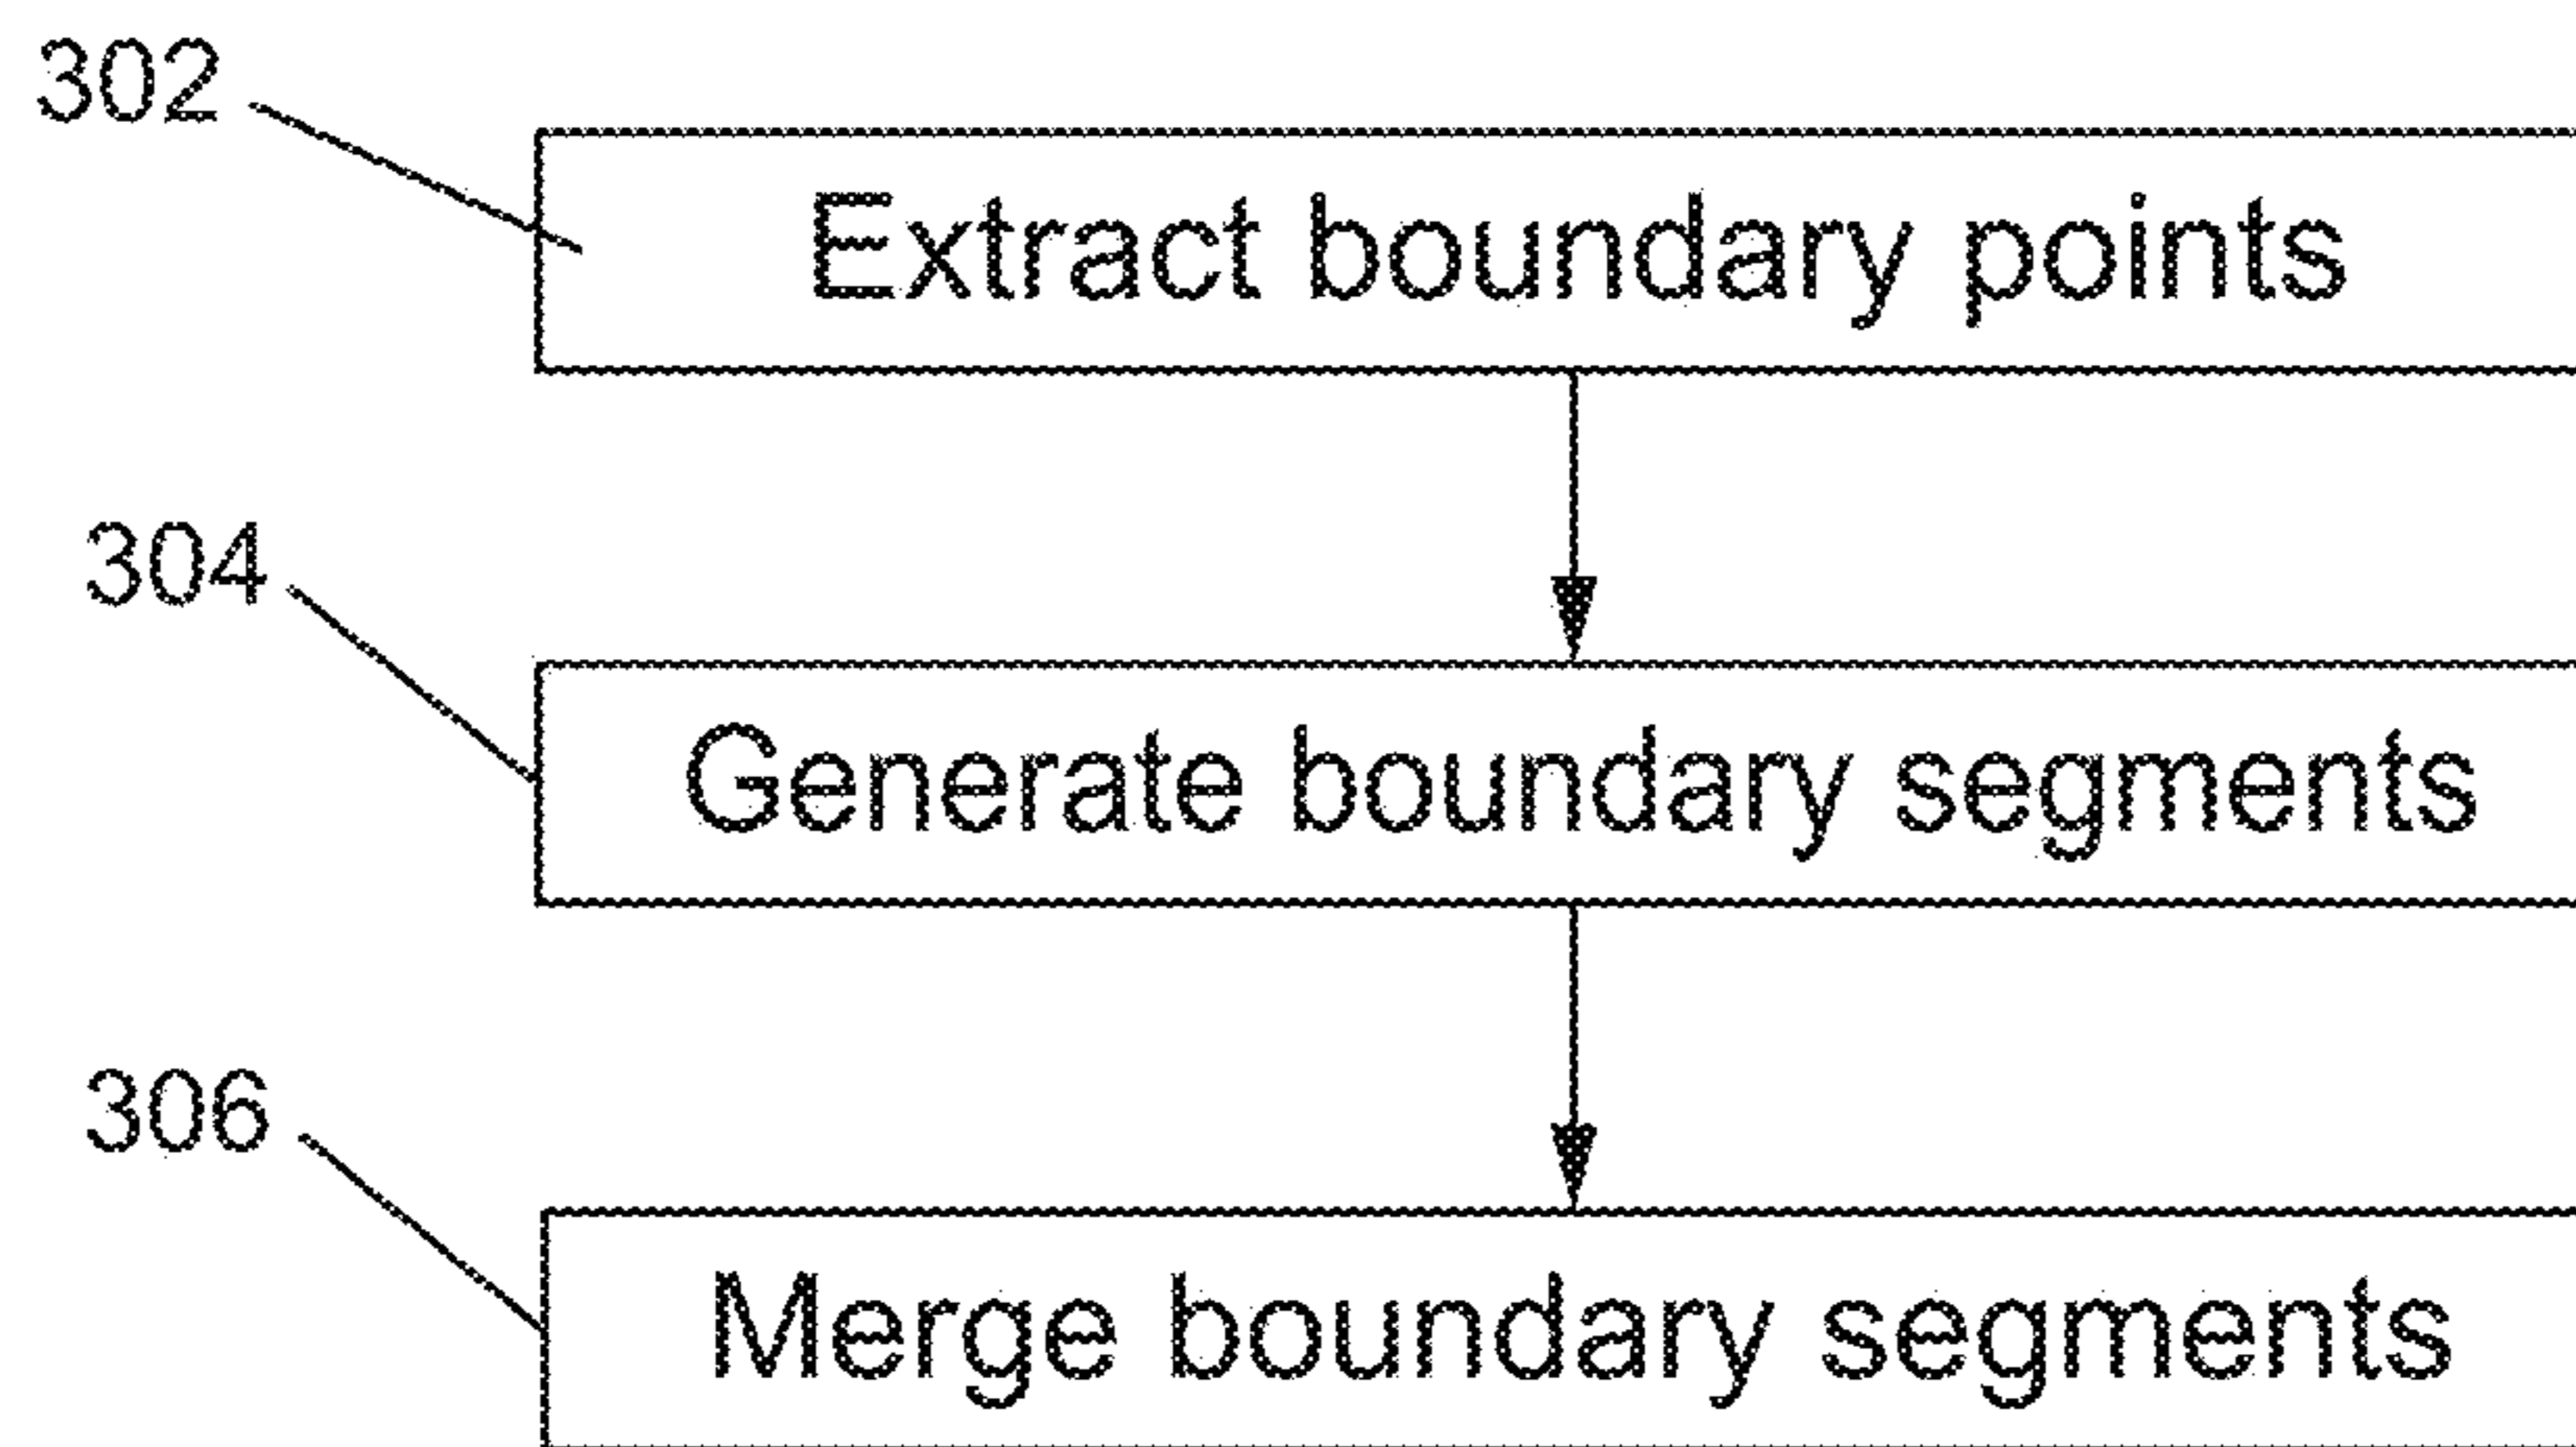 302
Extract boundary points
304
Generate boundary segments
306
Merge boundary segments